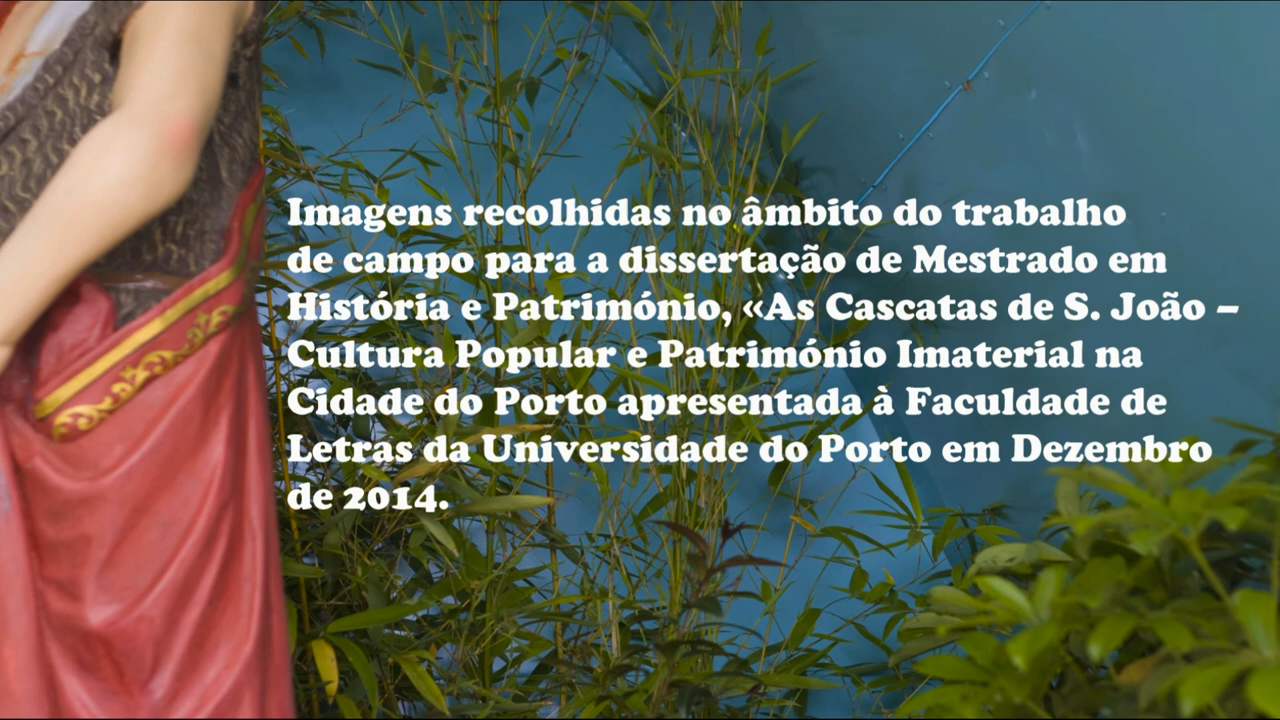 Imagens recolhidas no âmbito do trabalho
de campo para a dissertação de Mestrado em
História e Património, «As Cascatas de S. João –
Cultura Popular e Património Imaterial na
Cidade do Porto apresentada à Faculdade de
Letras da Universidade do Porto em Dezembro
de 2014.